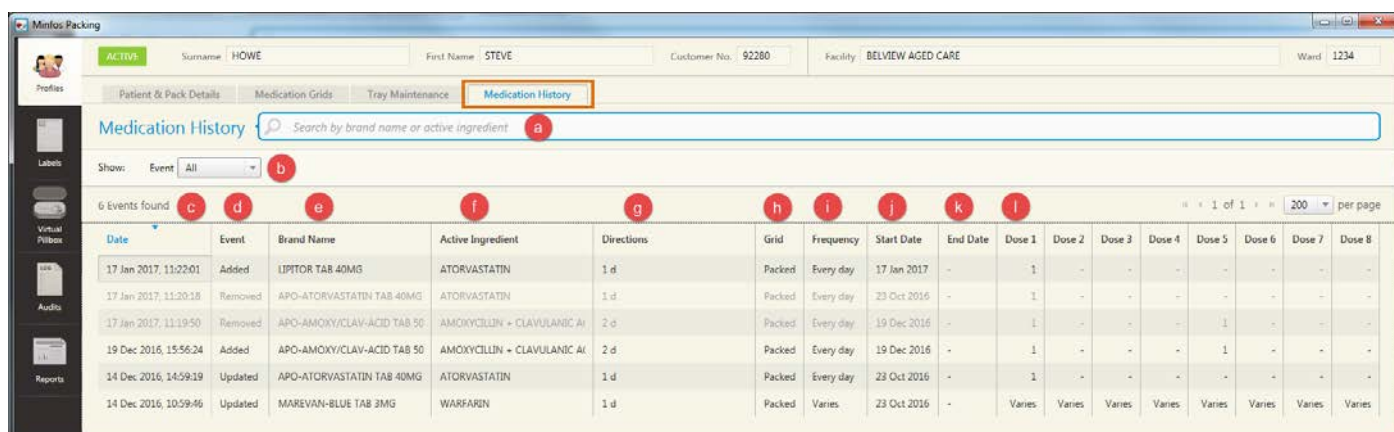 Minfos Packing
ACTIVE Surname HOWE First Name STEVE Customer No. 92280 Facility BELVIEW AGED CARE Ward 1234
Profiles
Patient & Pack Details Medication Grids Tray Maintenance Medication History
Medication History Search by brand name or active ingredient a
Labels
Show: Event All b
6 Events found c d e f g h i j k l 1 of 1 200 per page
Virtual
Pillbox
Date Event Brand Name Active Ingredient Directions Grid Frequency Start Date End Date Dose 1 Dose 2 Dose 3 Dose 4 Dose 5 Dose 6 Dose 7 Dose 8
17 Jan 2017, 11:22:01 Added LIPITOR TAB 40MG ATORVASTATIN 1 d Packed Every day 17 Jan 2017 - 1 - - - - - - -
17 Jan 2017, 11:20:18 Removed APO-ATORVASTATIN TAB 40MG ATORVASTATIN 1 d Packed Every day 23 Oct 2016 - 1 - - - - - - -
Audits
17 Jan 2017, 11:19:50 Removed APO-AMOXY/CLAV-ACID TAB 50 AMOXYCILLIN + CLAVULANIC A 2 d Packed Every day 19 Dec 2016 - 1 - - - 1 - - -
19 Dec 2016, 15:56:24 Added APO-AMOXY/CLAV-ACID TAB 50 AMOXYCILLIN + CLAVULANIC A 2 d Packed Every day 19 Dec 2016 - 1 - - - 1 - - -
Reports
14 Dec 2016, 14:59:19 Updated APO-ATORVASTATIN TAB 40MG ATORVASTATIN 1 d Packed Every day 23 Oct 2016 - 1 - - - - - - -
14 Dec 2016, 10:59:46 Updated MAREVAN-BLUE TAB 3MG WARFARIN 1 d Packed Varies 23 Oct 2016 - Varies Varies Varies Varies Varies Varies Varies Varies